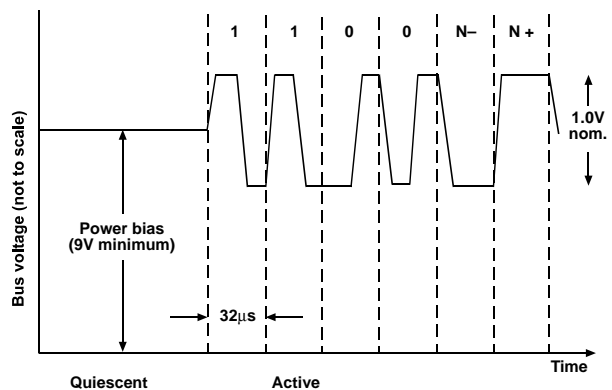 1 1 0 0 N– N +
Bus voltage (not to scale)
1.0V
nom.
Power bias
(9V minimum)
32µs
Time
Quiescent Active